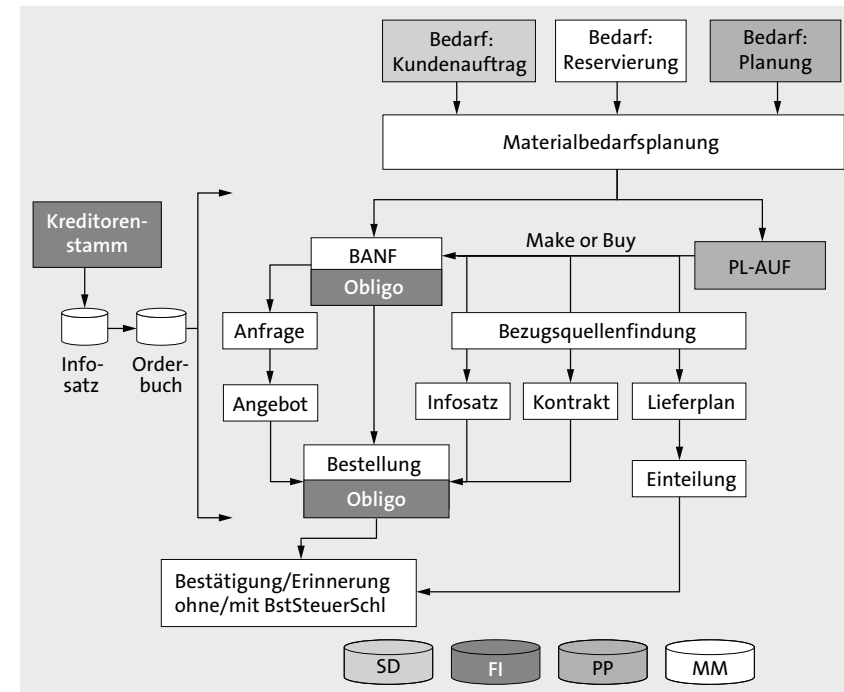 Bedarf:
Kundenauftrag
Bedarf:
Reservierung
Bedarf:
Planung
Materialbedarfsplanung
Kreditoren-
stamm
Make or Buy
BANF
Obligo
PL-AUF
Anfrage
Bezugsquellenfindung
Info-
satz
Order-
buch
Angebot
Infosatz
Kontrakt
Lieferplan
Bestellung
Obligo
Einteilung
Bestätigung/Erinnerung
ohne/mit BstSteuerSchl
SD
FI
PP
MM